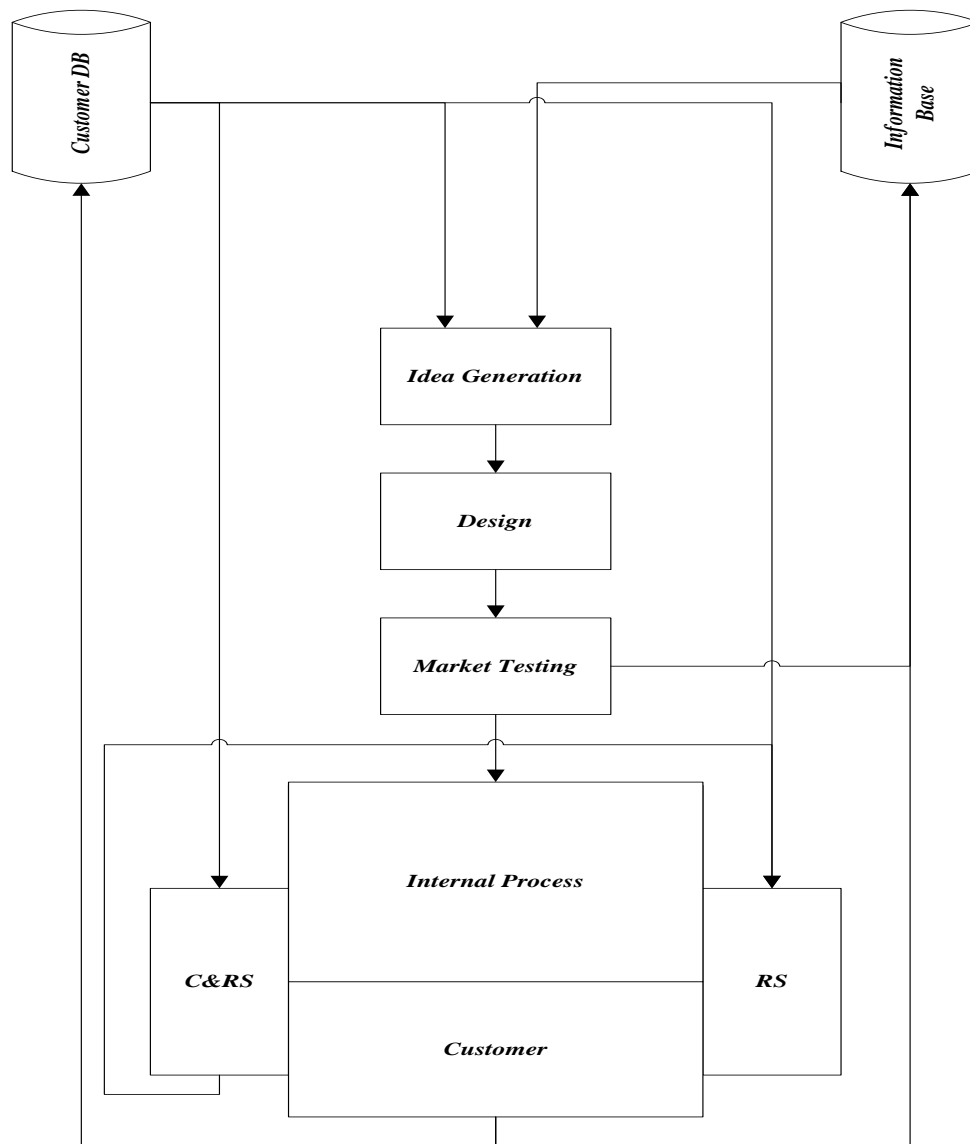 Customer DB
Information
Base
Idea Generation
Design
Market Testing
Internal Process
C&RS
RS
Customer